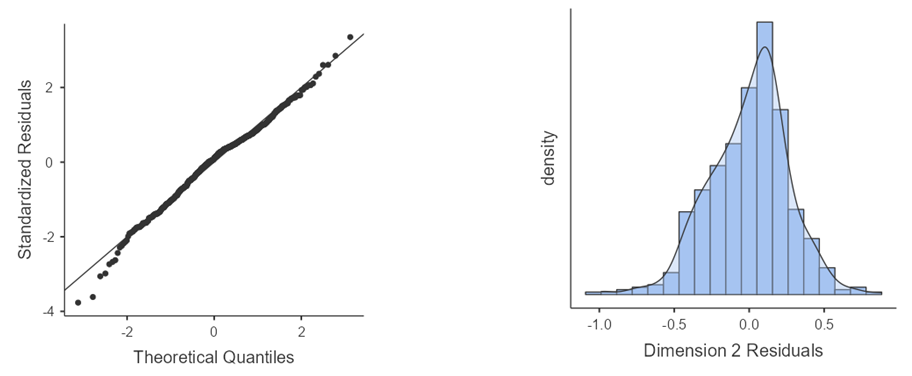 Standardized Residuals
2
0
-2
-4
-2 0 2
Theoretical Quantiles
density
-1.0 -0.5 0.0 0.5
Dimension 2 Residuals